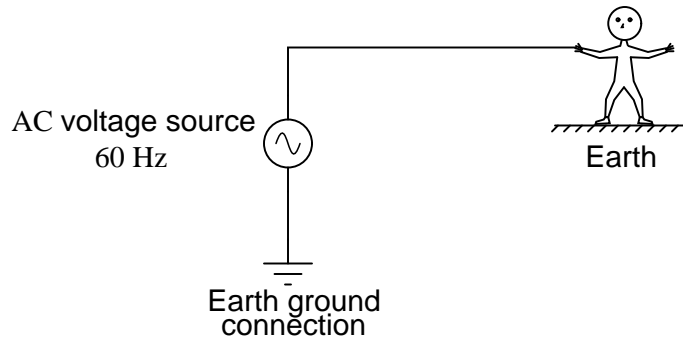 AC voltage source
60 Hz
Earth
Earth ground
connection